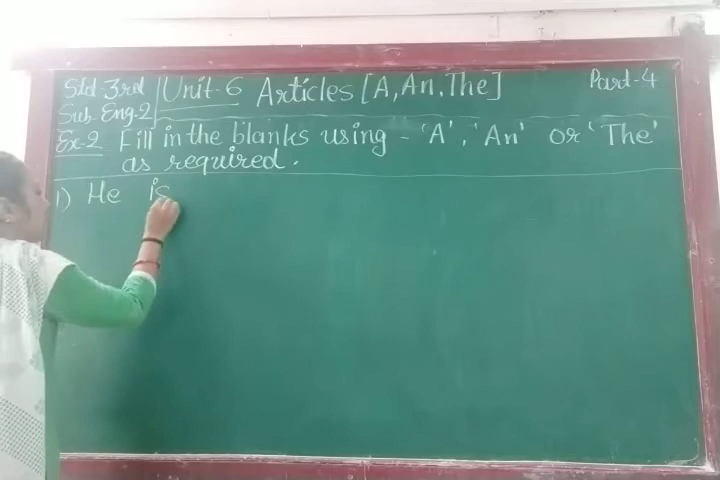 Std-3rd Unit-6 Articles [A, An, The] Part-4
Sub-Eng-2
Ex-2 Fill in the blanks using - 'A', 'An' or 'The'
as required.
1) He is